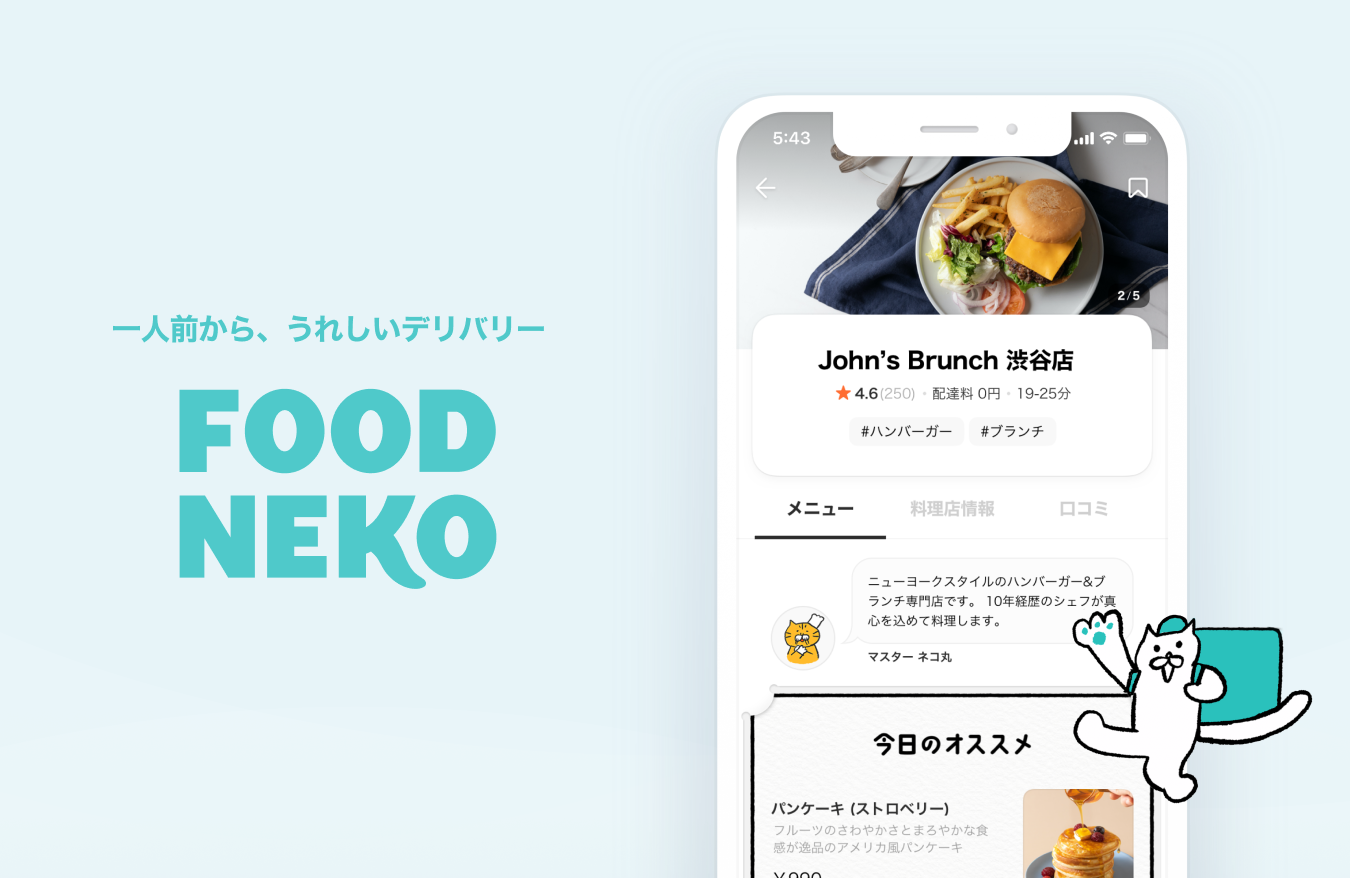 一人前から、うれしいデリバリー
FOOD
NEKO
5:43
2/5
John's Brunch 渋谷店
4.6(250) · 配達料 0円 · 19-25分
#ハンバーガー #ブランチ
メニュー 料理店情報 口コミ
ニューヨークスタイルのハンバーガー&ブ
ランチ専門店です。 10年経歴のシェフが真
心を込めて料理します。
マスター ネコ丸
今日のオススメ
パンケーキ (ストロベリー)
フルーツのさわやかさとまろやかな食
感が逸品のアメリカ風パンケーキ